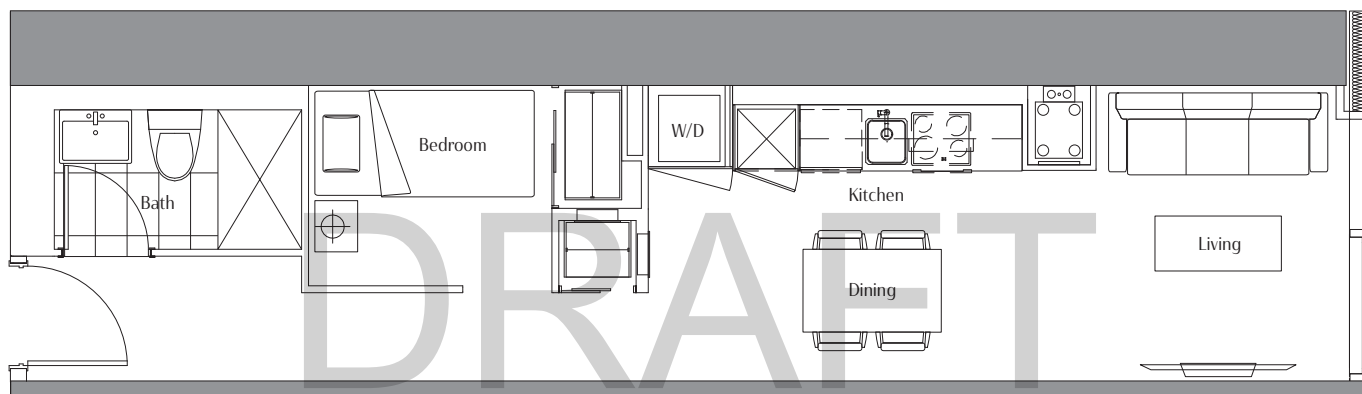 W/D
Bedroom
Kitchen
Bath
Living
Dining
DRAFT